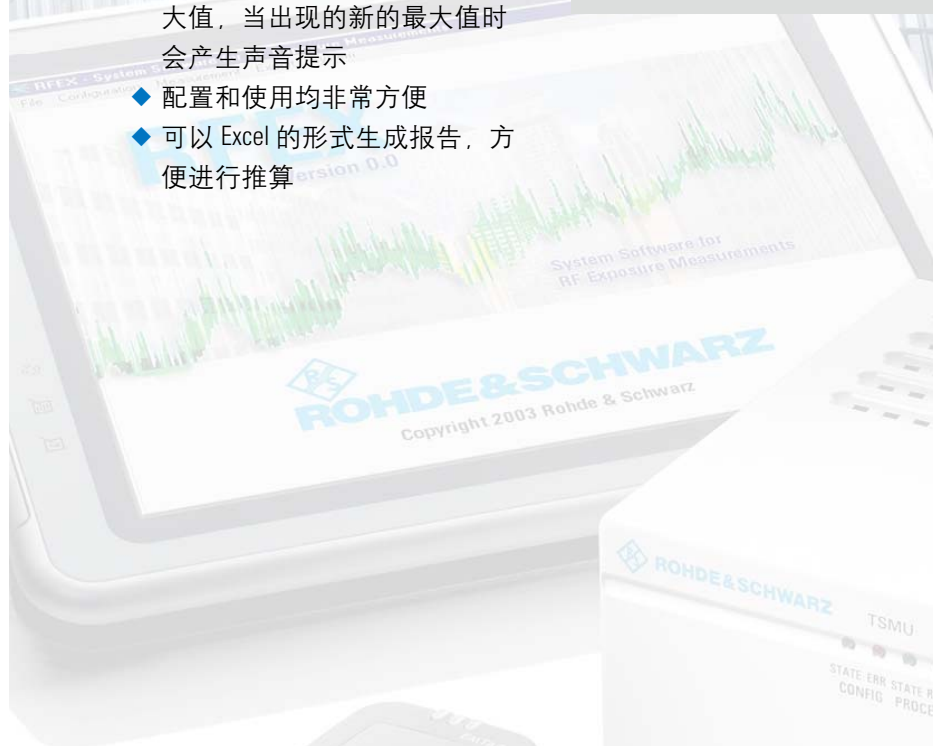 大值，当出现的新的最大值时
会产生声音提示
◆ 配置和使用均非常方便
◆ 可以 Excel 的形式生成报告，方
便进行推算
File Configuration Measurement
RFEX
Version 0.0
System Software for
RF Exposure Measurements
ROHDE&SCHWARZ
Copyright 2003 Rohde & Schwarz
ROHDE&SCHWARZ
TSMU
STATE ERR STATE
CONFIG